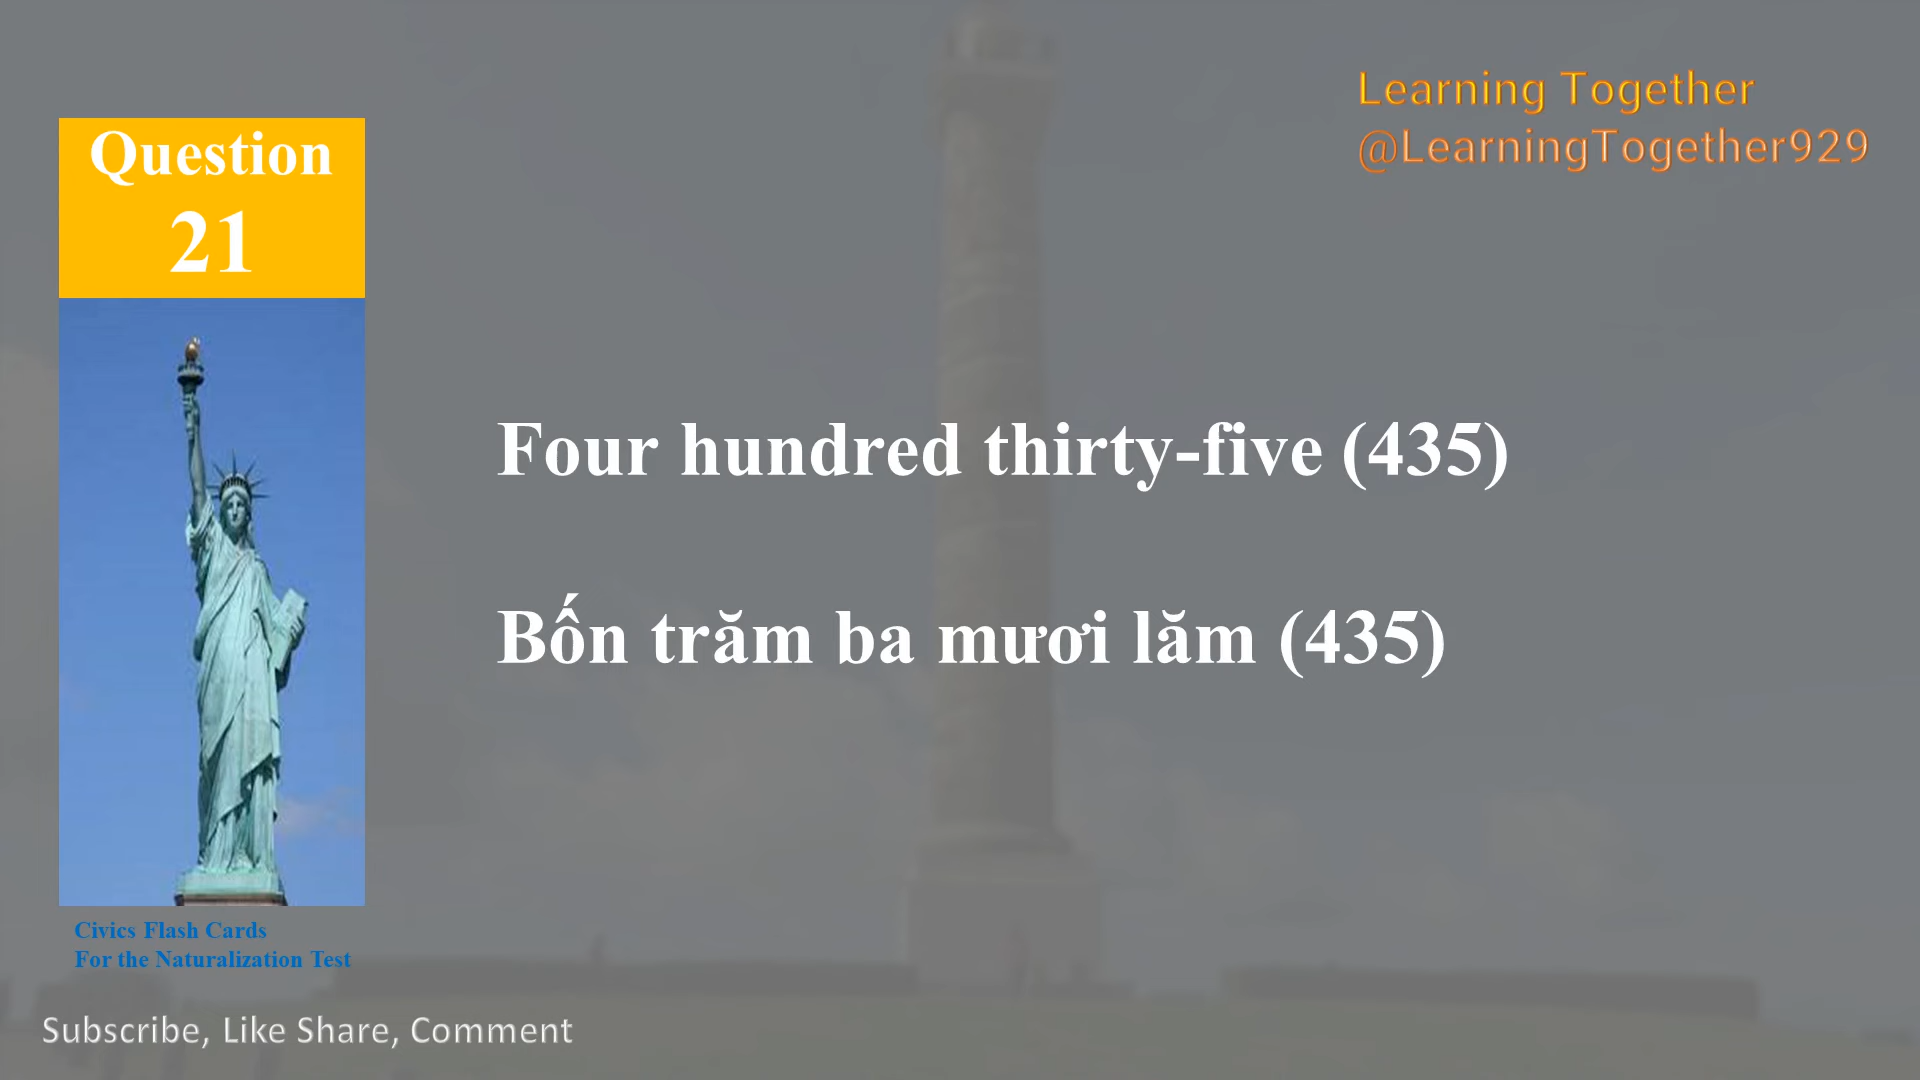 Learning Together
@LearningTogether929
Question
21
Four hundred thirty-five (435)
Bốn trăm ba mươi lăm (435)
Civics Flash Cards
For the Naturalization Test
Subscribe, Like Share, Comment